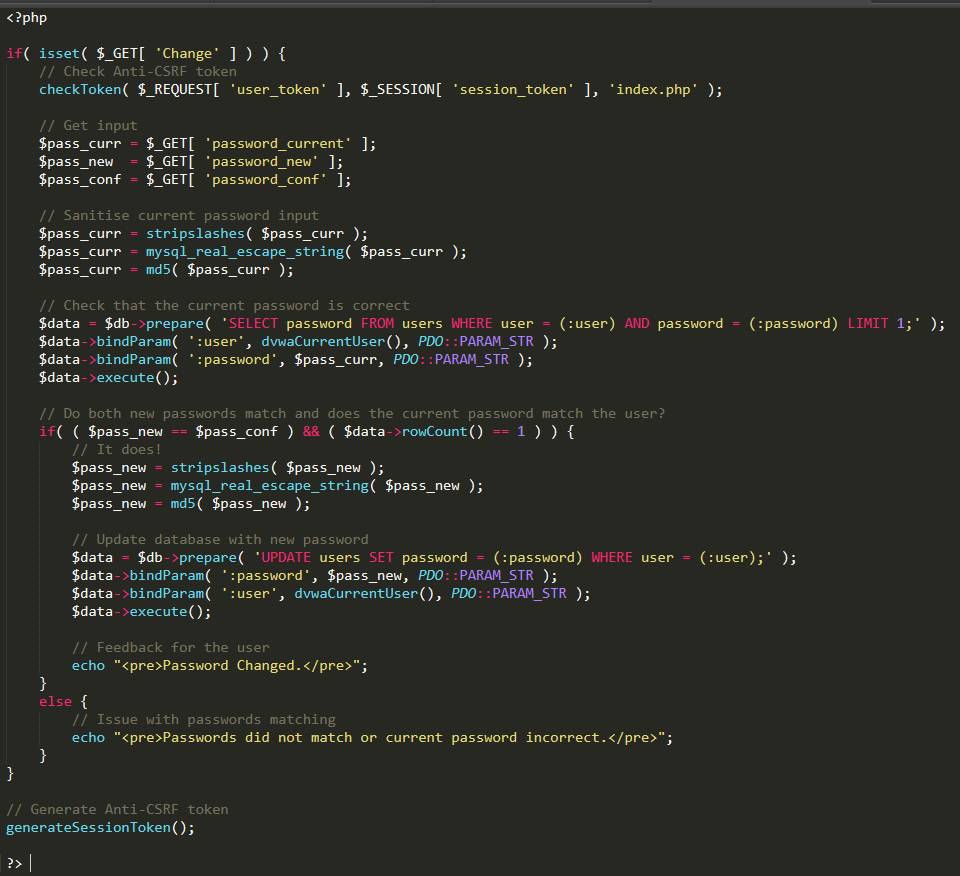 <?php
if( isset( $_GET[ 'Change' ] ) ) {
// Check Anti-CSRF token
checkToken( $_REQUEST[ 'user_token' ], $_SESSION[ 'session_token' ], 'index.php' );
// Get input
$pass_curr = $_GET[ 'password_current' ];
$pass_new  = $_GET[ 'password_new' ];
$pass_conf = $_GET[ 'password_conf' ];
// Sanitise current password input
$pass_curr = stripslashes( $pass_curr );
$pass_curr = mysql_real_escape_string( $pass_curr );
$pass_curr = md5( $pass_curr );
// Check that the current password is correct
$data = $db->prepare( 'SELECT password FROM users WHERE user = (:user) AND password = (:password) LIMIT 1;' );
$data->bindParam( ':user', dvwaCurrentUser(), PDO::PARAM_STR );
$data->bindParam( ':password', $pass_curr, PDO::PARAM_STR );
$data->execute();
// Do both new passwords match and does the current password match the user?
if( ( $pass_new == $pass_conf ) && ( $data->rowCount() == 1 ) ) {
// It does!
$pass_new = stripslashes( $pass_new );
$pass_new = mysql_real_escape_string( $pass_new );
$pass_new = md5( $pass_new );
// Update database with new password
$data = $db->prepare( 'UPDATE users SET password = (:password) WHERE user = (:user);' );
$data->bindParam( ':password', $pass_new, PDO::PARAM_STR );
$data->bindParam( ':user', dvwaCurrentUser(), PDO::PARAM_STR );
$data->execute();
// Feedback for the user
echo "<pre>Password Changed.</pre>";
}
else {
// Issue with passwords matching
echo "<pre>Passwords did not match or current password incorrect.</pre>";
}
}
// Generate Anti-CSRF token
generateSessionToken();
?>